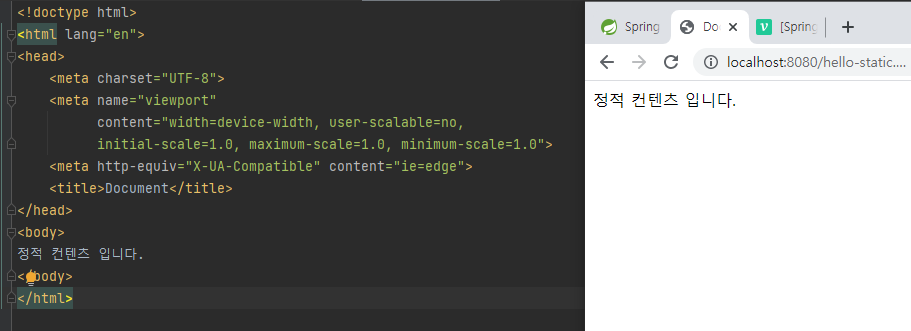 <!doctype html>
<html lang="en">
<head>
<meta charset="UTF-8">
<meta name="viewport"
content="width=device-width, user-scalable=no,
initial-scale=1.0, maximum-scale=1.0, minimum-scale=1.0">
<meta http-equiv="X-UA-Compatible" content="ie=edge">
<title>Document</title>
</head>
<body>
정적 컨텐츠 입니다.
</body>
</html>
Spring
Do
[Spring
localhost:8080/hello-static....
정적 컨텐츠 입니다.